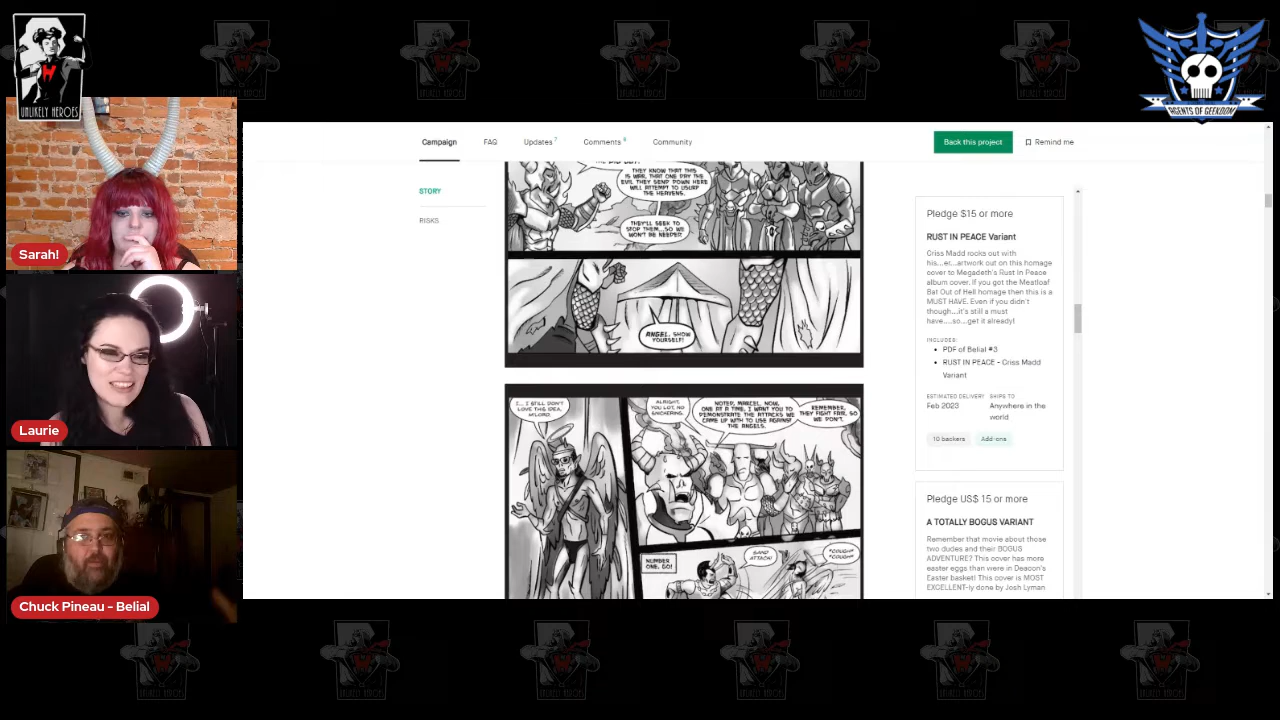 UNLIKELY HEROES
AGENTS OF GEEKDOM
Sarah!
Laurie
Chuck Pineau - Belial
Campaign
FAQ
Updates 7
Comments
Community
Back this project
Remind me
STORY
RISKS
THEY KNOW THAT THIS
IS WAR, THAT ONE DAY THE
EVIL THEY SEND DOWN HERE
WILL ATTEMPT TO USURP
THE HEAVENS.
THEY'LL SEEK TO
STOP THEM...SO WE
WON'T BE NEEDED.
ANGEL, SHOW
YOURSELF!
I... I STILL DON'T
LOVE THIS IDEA,
M'LORD.
ALRIGHT,
YOU LOT, NO
SNICKERING.
NOTED, MARCEL. NOW,
ONE AT A TIME, I WANT YOU TO
DEMONSTRATE THE ATTACKS WE
CAME UP WITH TO USE AGAINST
THE ANGELS.
REMEMBER,
THEY FIGHT FAIR, SO
WE DON'T.
NUMBER
ONE, GO!
SAND
ATTACK!
*COUGH*
*COUGH*
Pledge $15 or more
RUST IN PEACE Variant
Criss Madd rocks out with
his...er...artwork out on this homage
cover to Megadeth's Rust In Peace
album cover. If you got the Meatloaf
Bat Out of Hell homage then this is a
MUST HAVE. Even if you didn't
though....it's still a must
have.....so...get it already!
INCLUDES:
PDF of Belial #3
RUST IN PEACE - Criss Madd
Variant
ESTIMATED DELIVERY
Feb 2023
SHIPS TO
Anywhere in the
world
10 backers
Add-ons
Pledge US$ 15 or more
A TOTALLY BOGUS VARIANT
Remember that movie about those
two dudes and their BOGUS
ADVENTURE? This cover has more
easter eggs than were in Deacon's
Easter basket! This cover is MOST
EXCELLENT-ly done by Josh Lyman